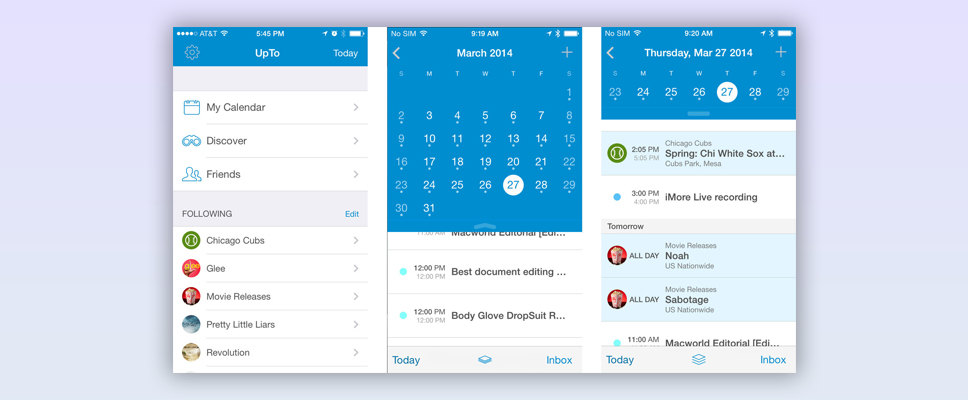 AT&T 5:45 PM
UpTo Today
My Calendar
Discover
Friends
FOLLOWING Edit
Chicago Cubs
Glee
Movie Releases
Pretty Little Liars
Revolution
No SIM 9:19 AM
March 2014
S M T W T F S
1
2 3 4 5 6 7 8
9 10 11 12 13 14 15
16 17 18 19 20 21 22
23 24 25 26 27 28 29
30 31
11:00 AM Macworld Editorial [Edi...
12:00 PM
12:00 PM
Best document editing ...
12:00 PM
12:00 PM
Body Glove DropSuit R...
Today Inbox
No SIM 9:20 AM
Thursday, Mar 27 2014
S M T W T F S
23 24 25 26 27 28 29
2:05 PM
5:05 PM
Chicago Cubs
Spring: Chi White Sox at...
Cubs Park, Mesa
3:00 PM
4:00 PM
iMore Live recording
Tomorrow
ALL DAY
Movie Releases
Noah
US Nationwide
ALL DAY
Movie Releases
Sabotage
US Nationwide
11:00 AM Macworld Editorial [Edi...
Today Inbox